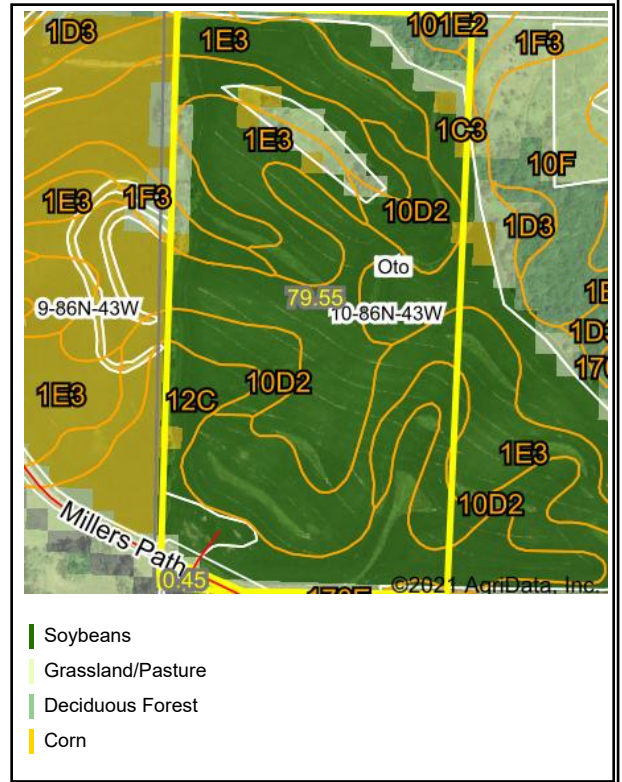 1D3
1E3
101E2
1F3
1E3
1C3
10F
1E3
1F3
10D2
1D3
Oto
79.55
9-86N-43W
10-86N-43W
1D3
1E3
12C
10D2
1E3
10D2
Millers Path
0.45
©2021 AgriData, Inc.
Soybeans
Grassland/Pasture
Deciduous Forest
Corn